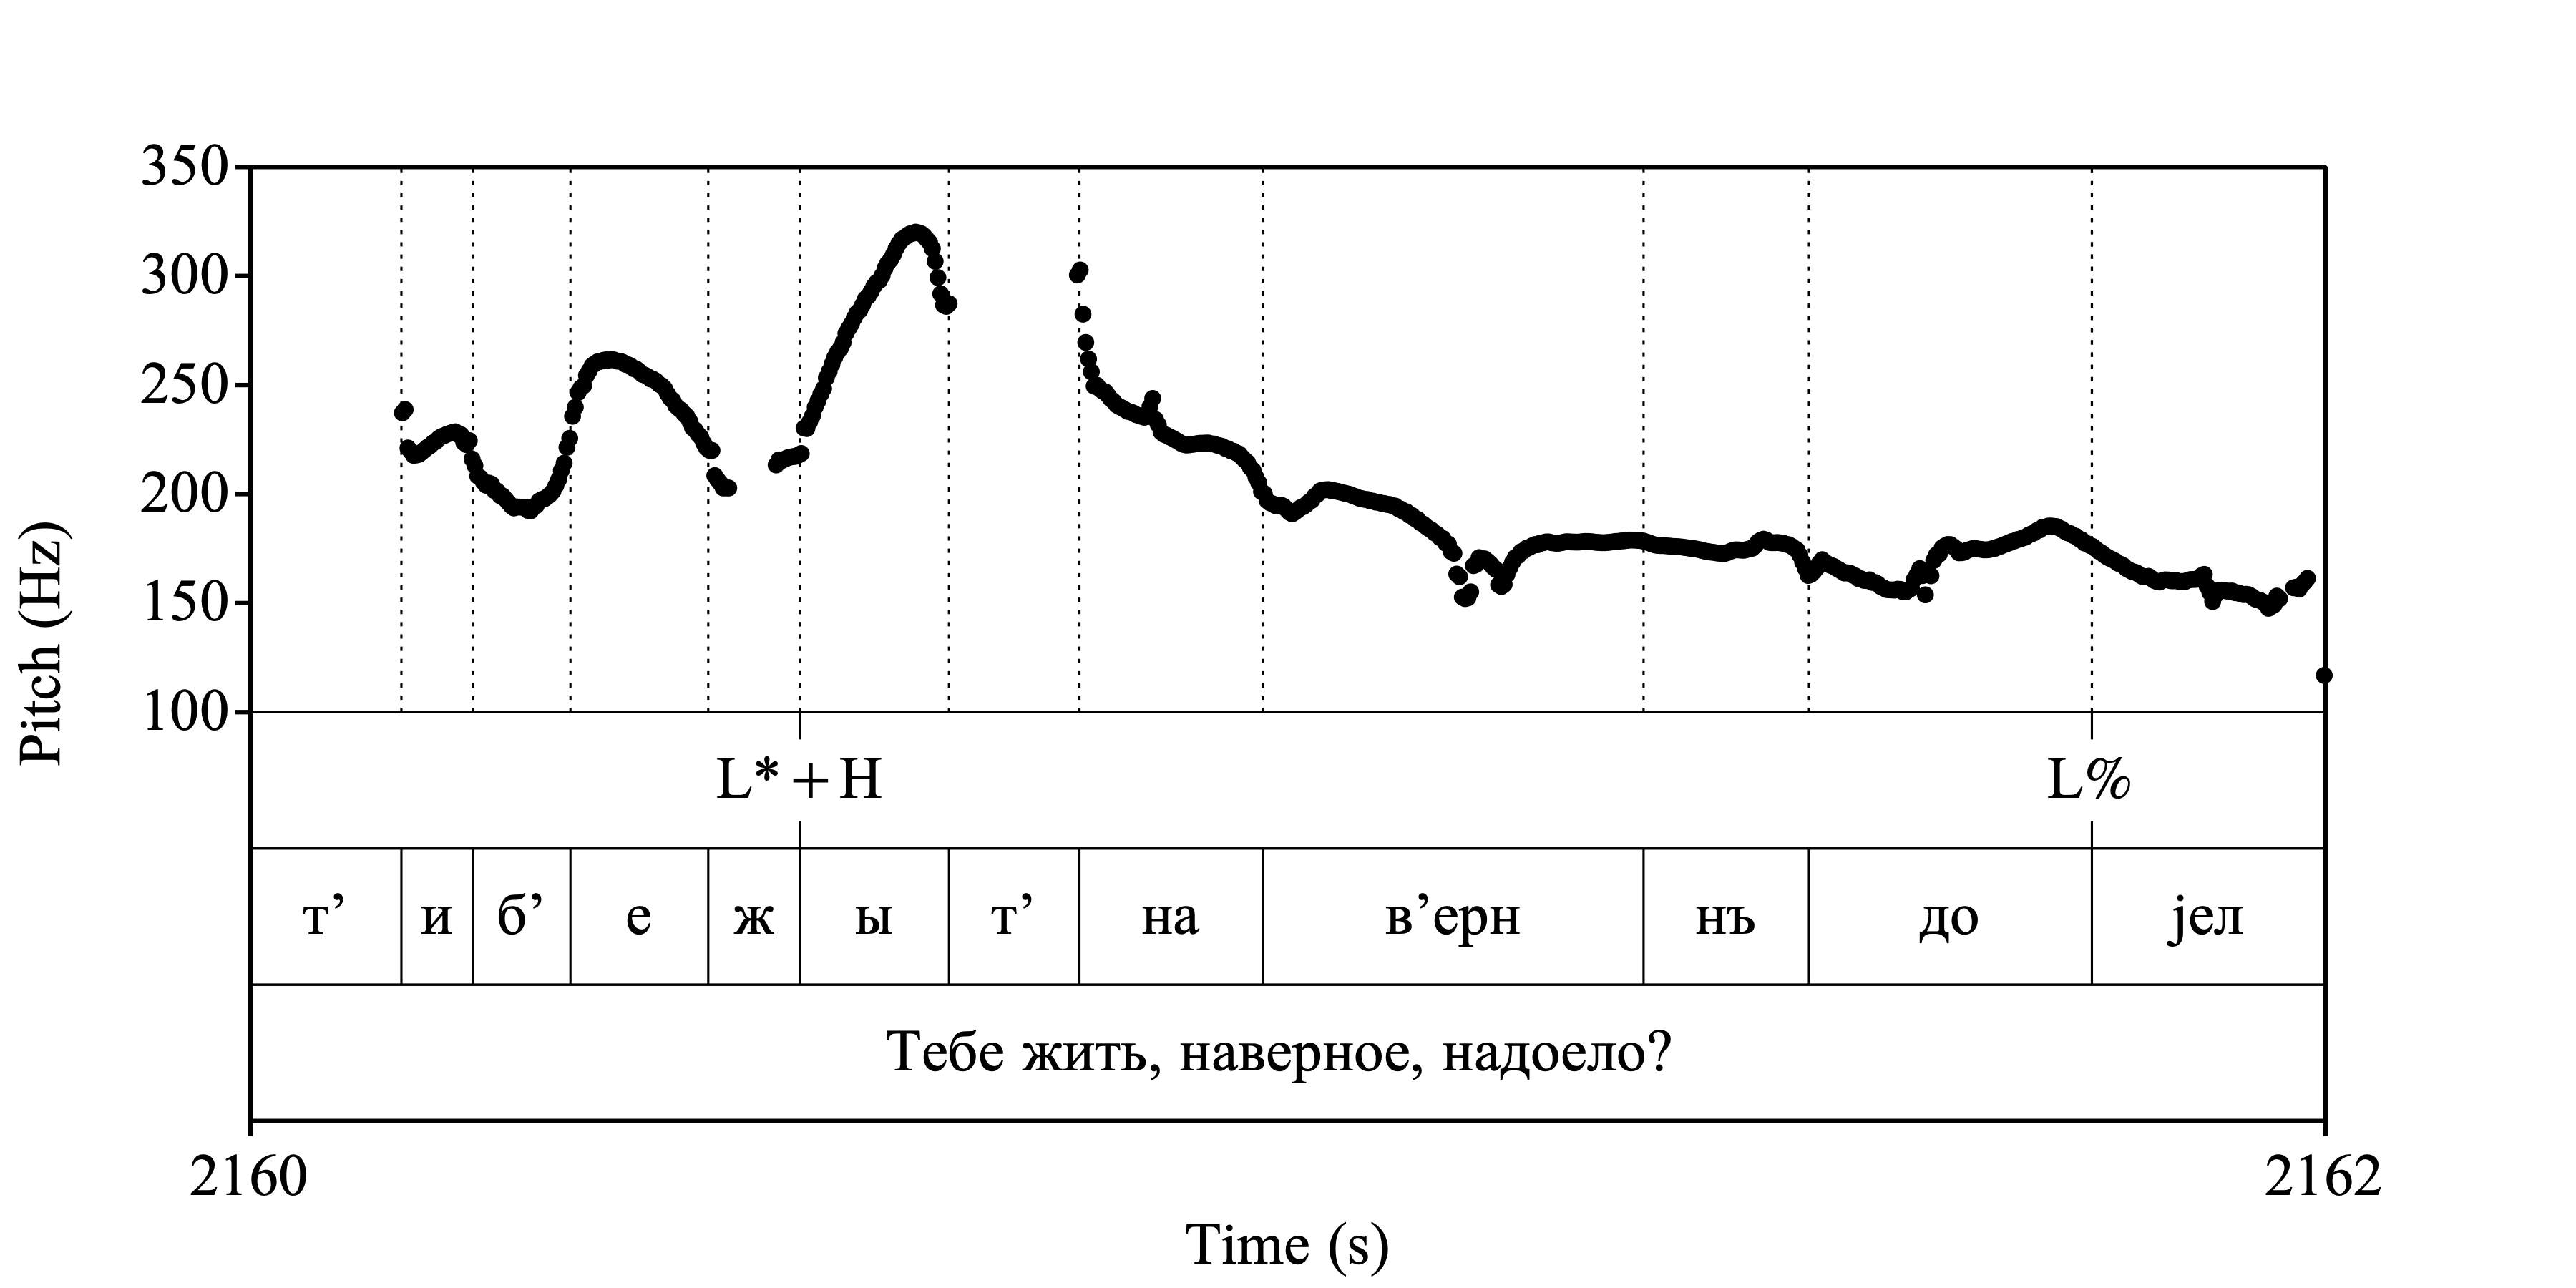 350
300
250
200
150
100
Pitch (Hz)
L*+H L%
т’ и б’ е ж ы т’ на в’ерн нъ до јел
Тебе жить, наверное, надоело?
2160 2162
Time (s)